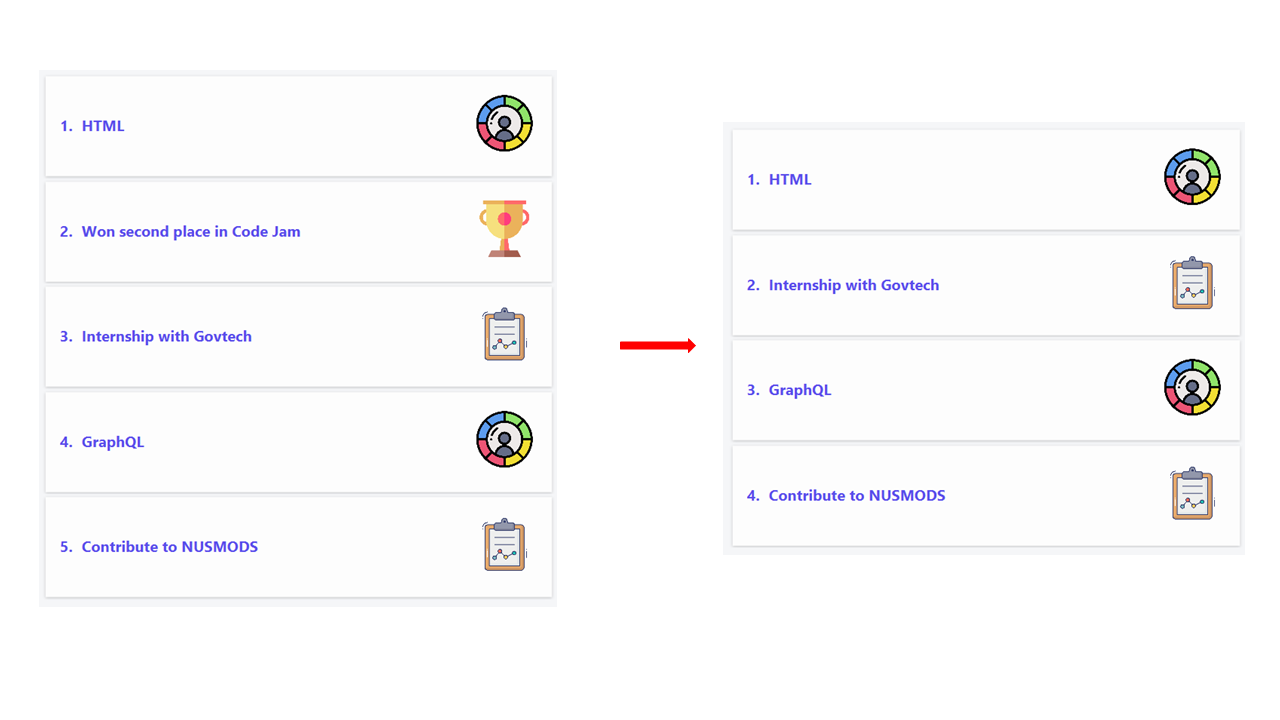 1. HTML
2. Won second place in Code Jam
3. Internship with Govtech
4. GraphQL
5. Contribute to NUSMODS
1. HTML
2. Internship with Govtech
3. GraphQL
4. Contribute to NUSMODS